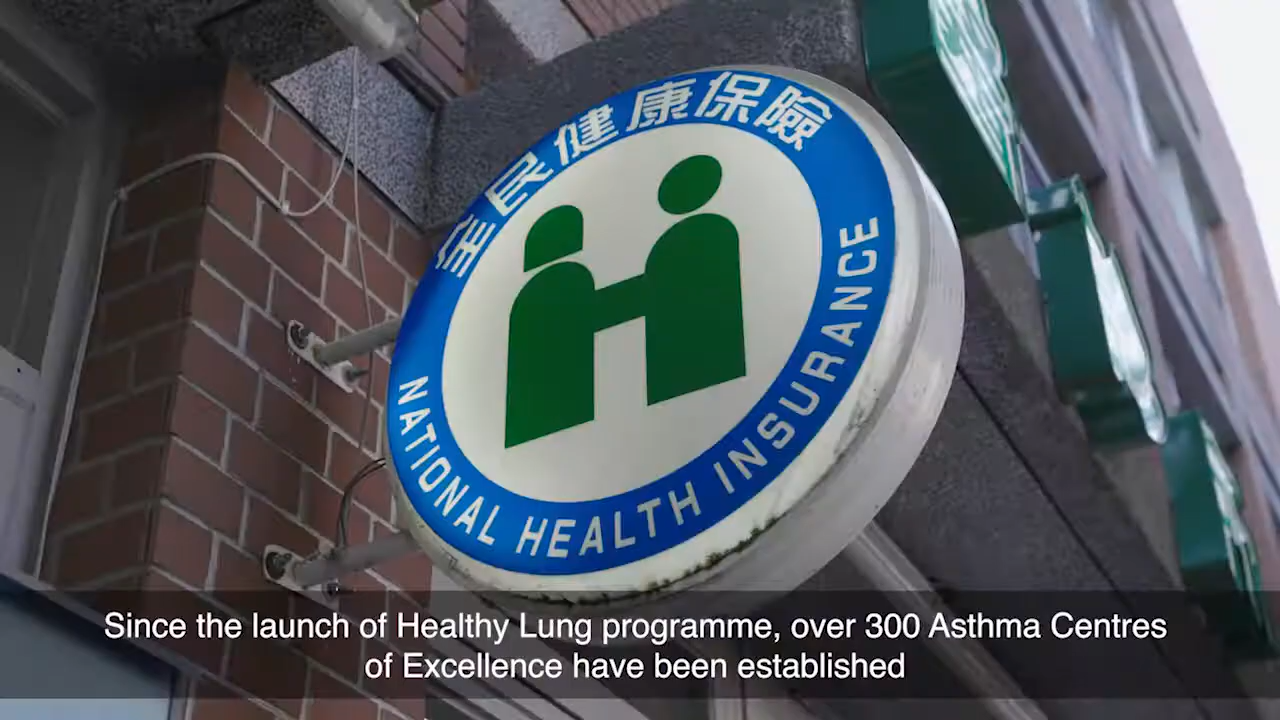 全民健康保險
NATIONAL HEALTH INSURANCE
Since the launch of Healthy Lung programme, over 300 Asthma Centres
of Excellence have been established